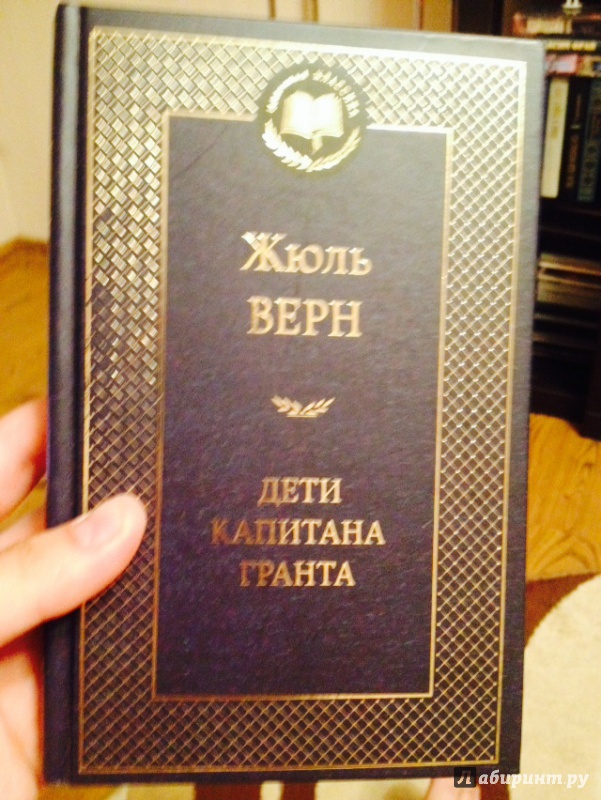 Жюль
ВЕРН
ДЕТИ
КАПИТАНА
ГРАНТА
Лабиринт.ру